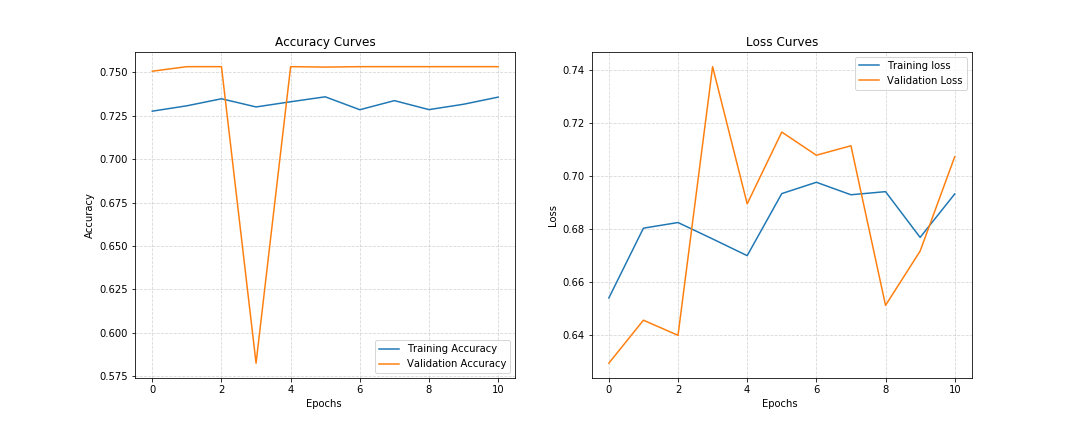 Accuracy Curves
0.750
0.725
0.700
0.675
0.650
0.625
0.600
0.575
Accuracy
0 2 4 6 8 10
Epochs
Training Accuracy
Validation Accuracy
Loss Curves
0.74
0.72
0.70
0.68
0.66
0.64
Loss
0 2 4 6 8 10
Epochs
Training loss
Validation Loss